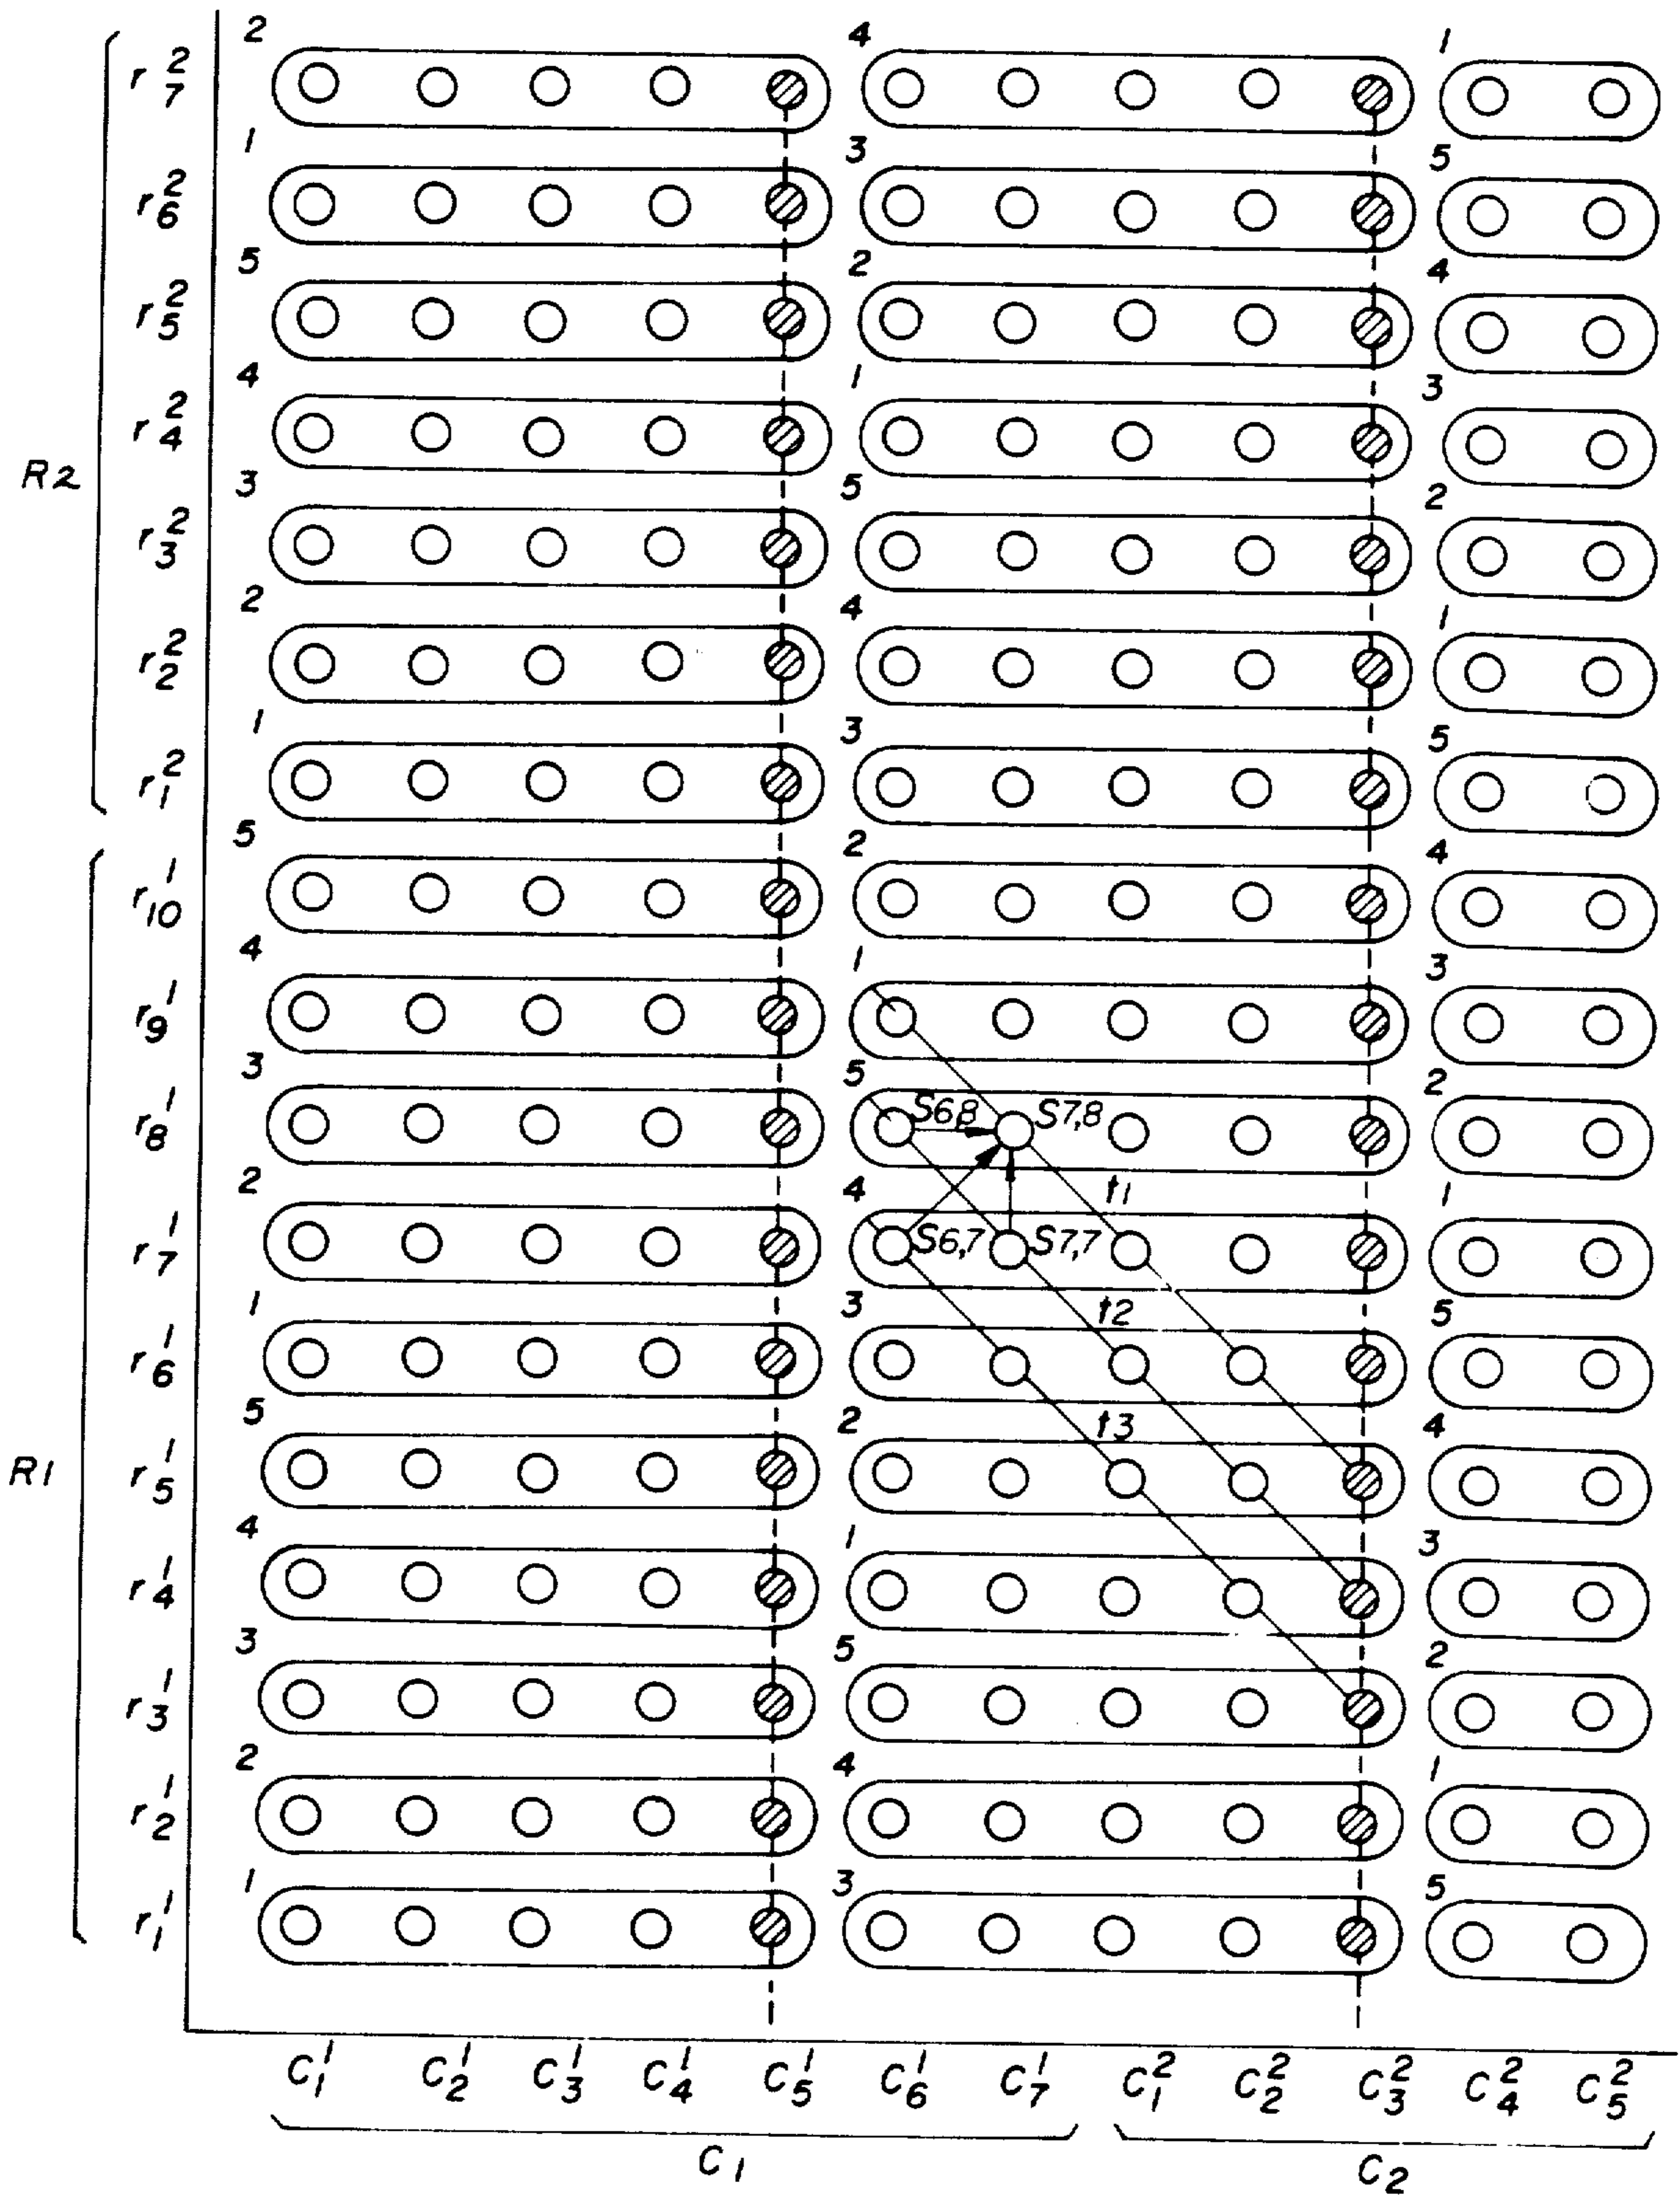 2 4 1
r₇²
1 3 5
r₆²
5 2 4
r₅²
4 1 3
r₄²
R2
3 5 2
r₃²
2 4 1
r₂²
1 3 5
r₁²
5 2 4
r₁₀¹
4 1 3
r₉¹
3 5 2
r₈¹ S6,8 S7,8
2 4 t1 1
r₇¹ S6,7 S7,7
1 3 t2 5
r₆¹
5 2 t3 4
R1 r₅¹
4 1 3
r₄¹
3 5 2
r₃¹
2 4 1
r₂¹
1 3 5
r₁¹
C₁¹ C₂¹ C₃¹ C₄¹ C₅¹ C₆¹ C₇¹ C₁² C₂² C₃² C₄² C₅²
C1 C2